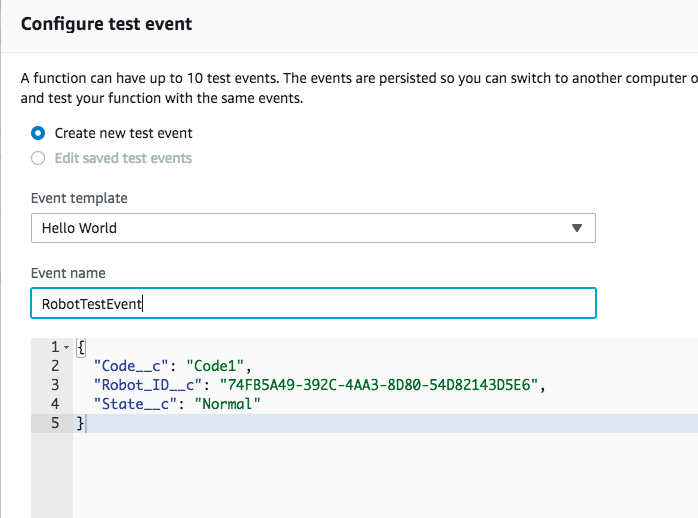 Configure test event
A function can have up to 10 test events. The events are persisted so you can switch to another computer o
and test your function with the same events.
Create new test event
Edit saved test events
Event template
Hello World
Event name
RobotTestEvent
1 {
2 "Code__c": "Code1",
3 "Robot_ID__c": "74FB5A49-392C-4AA3-8D80-54D82143D5E6",
4 "State__c": "Normal"
5 }